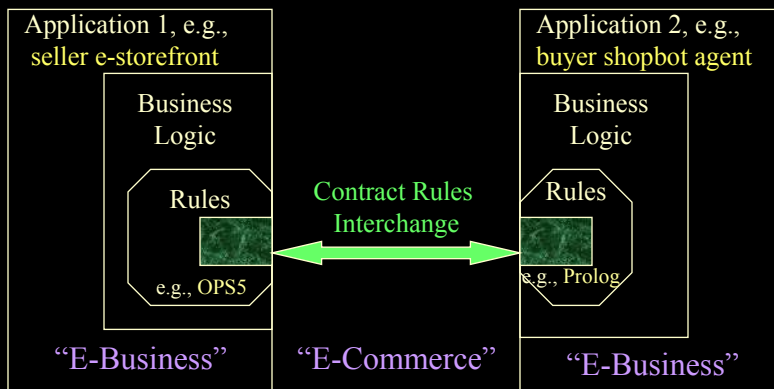 Application 1, e.g.,
seller e-storefront
Business
Logic
Rules
e.g., OPS5
“E-Business”
Contract Rules
Interchange
“E-Commerce”
Application 2, e.g.,
buyer shopbot agent
Business
Logic
Rules
e.g., Prolog
“E-Business”